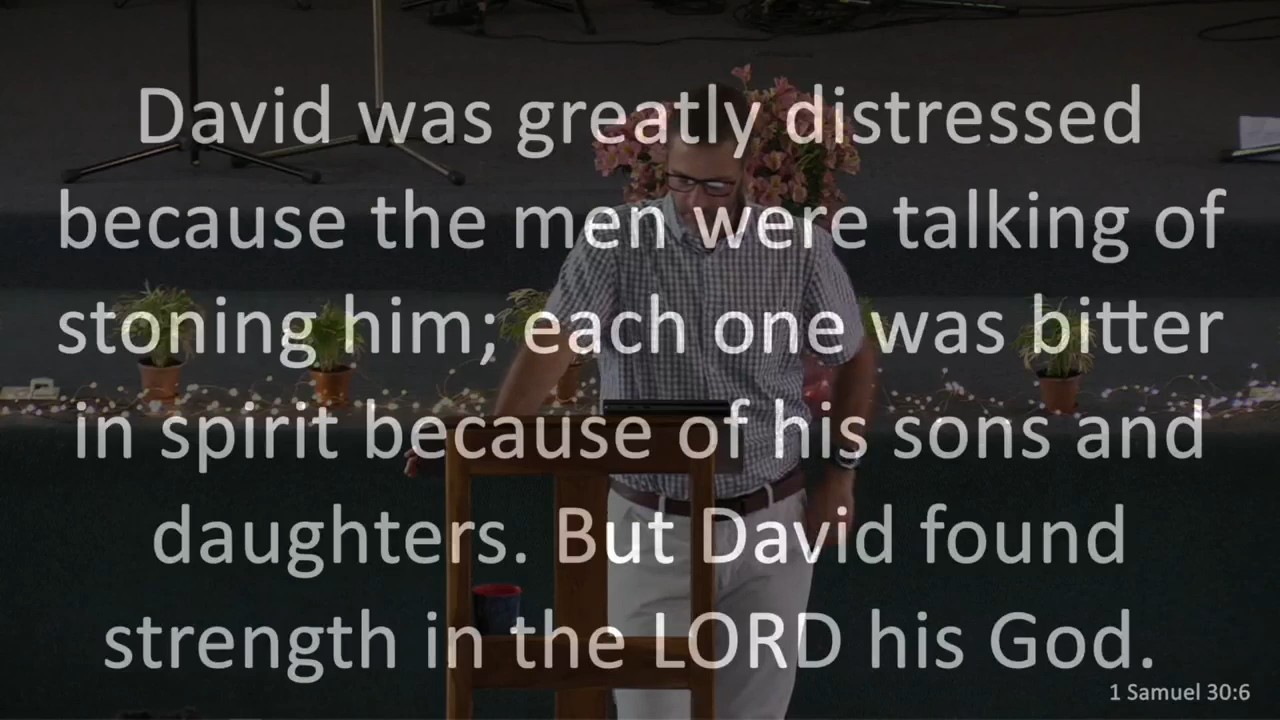 David was greatly distressed
because the men were talking of
stoning him; each one was bitter
in spirit because of his sons and
daughters. But David found
strength in the LORD his God.
1 Samuel 30:6